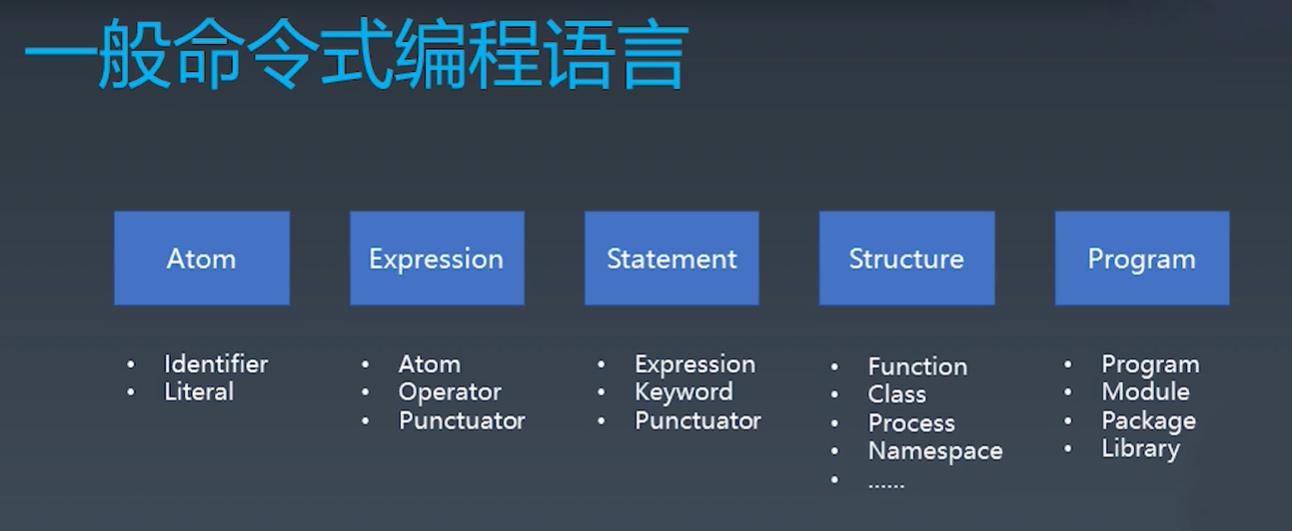 一般命令式编程语言
Atom
Expression
Statement
Structure
Program
• Identifier
• Literal
• Atom
• Operator
• Punctuator
• Expression
• Keyword
• Punctuator
• Function
• Class
• Process
• Namespace
• ......
• Program
• Module
• Package
• Library